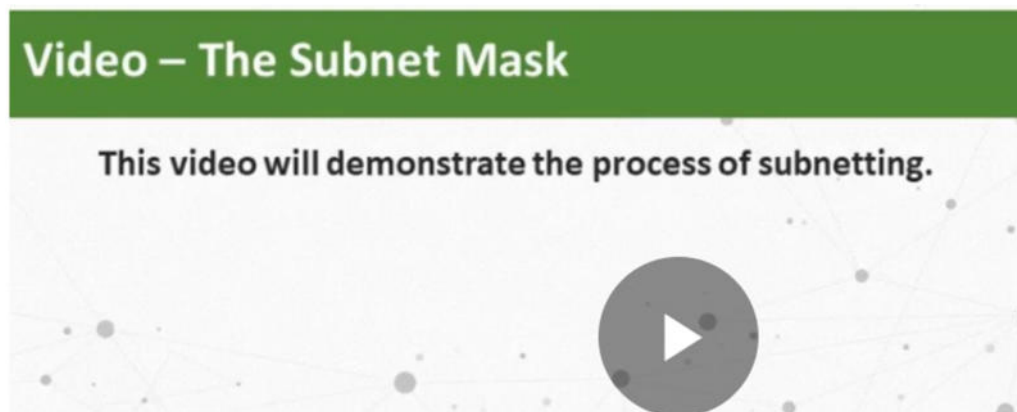 Video – The Subnet Mask
This video will demonstrate the process of subnetting.